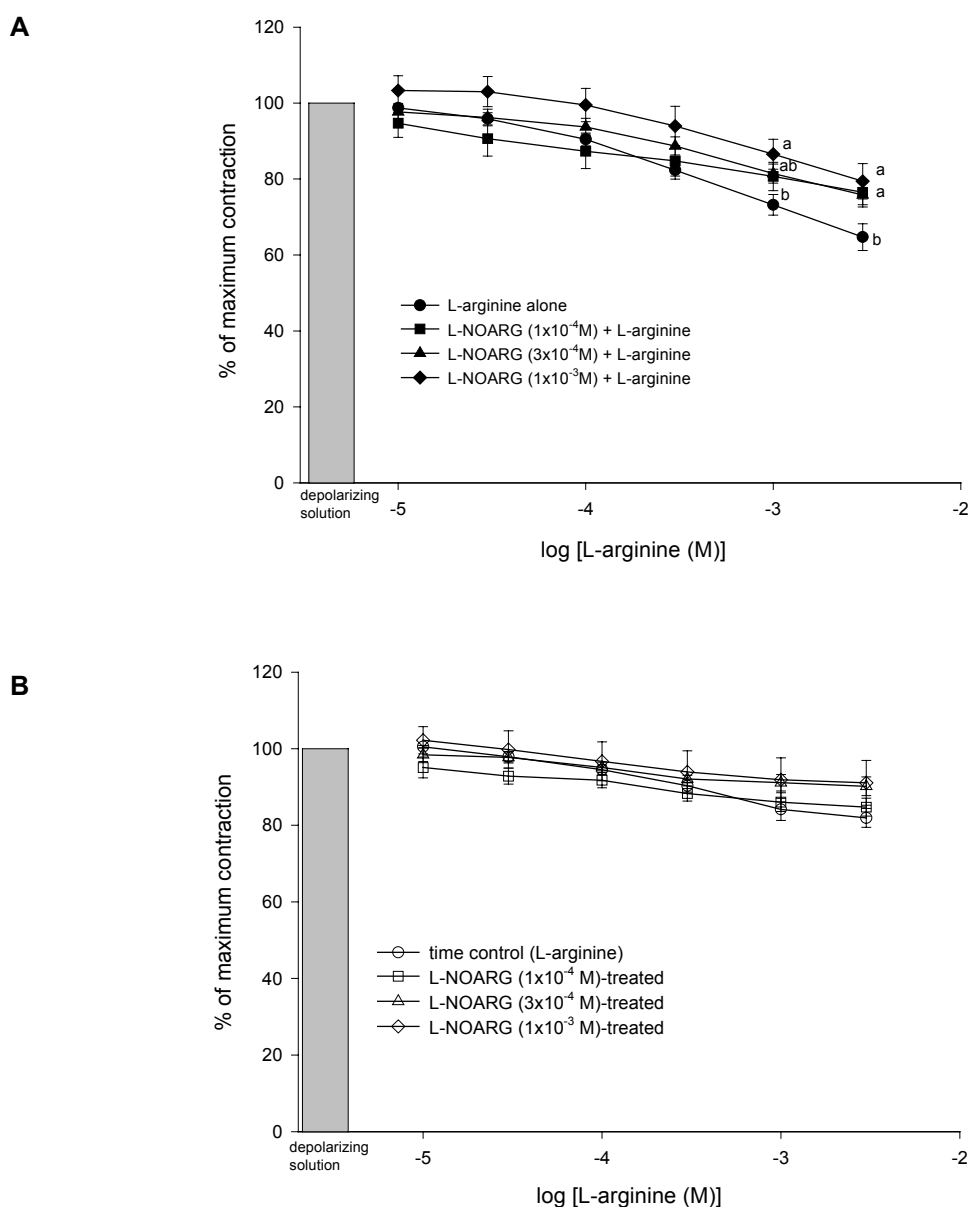 A
120
100
80
60
40
20
0
% of maximum contraction
a
ab
b
a
a
b
L-arginine alone
L-NOARG (1x10⁻⁴M) + L-arginine
L-NOARG (3x10⁻⁴M) + L-arginine
L-NOARG (1x10⁻³M) + L-arginine
depolarizing
solution
-5 -4 -3 -2
log [L-arginine (M)]
B
120
100
80
60
40
20
0
% of maximum contraction
time control (L-arginine)
L-NOARG (1x10⁻⁴ M)-treated
L-NOARG (3x10⁻⁴ M)-treated
L-NOARG (1x10⁻³ M)-treated
depolarizing
solution
-5 -4 -3 -2
log [L-arginine (M)]